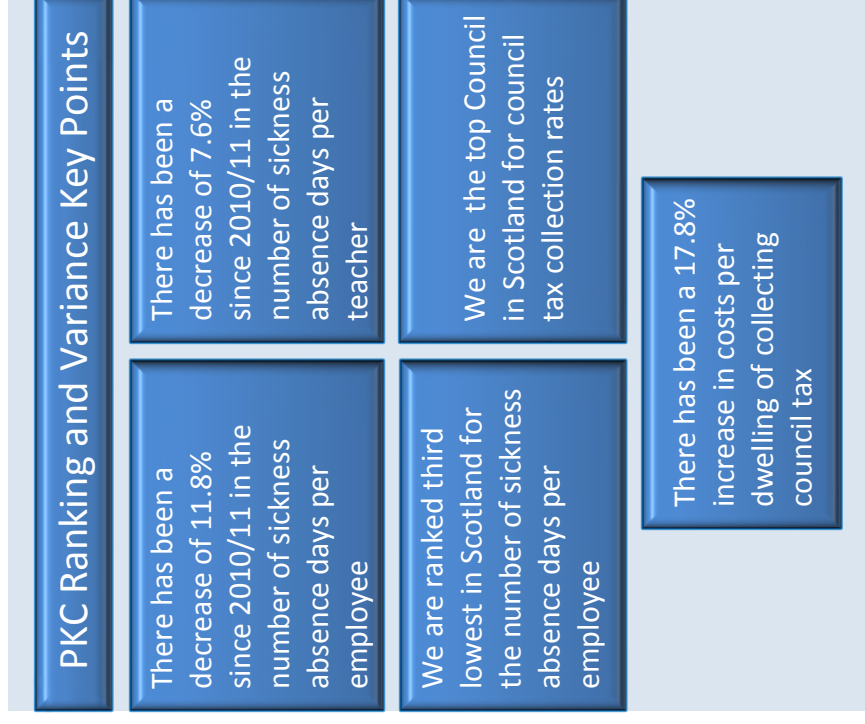 PKC Ranking and Variance Key Points
There has been a
decrease of 11.8%
since 2010/11 in the
number of sickness
absence days per
employee
There has been a
decrease of 7.6%
since 2010/11 in the
number of sickness
absence days per
teacher
We are ranked third
lowest in Scotland for
the number of sickness
absence days per
employee
We are the top Council
in Scotland for council
tax collection rates
There has been a 17.8%
increase in costs per
dwelling of collecting
council tax